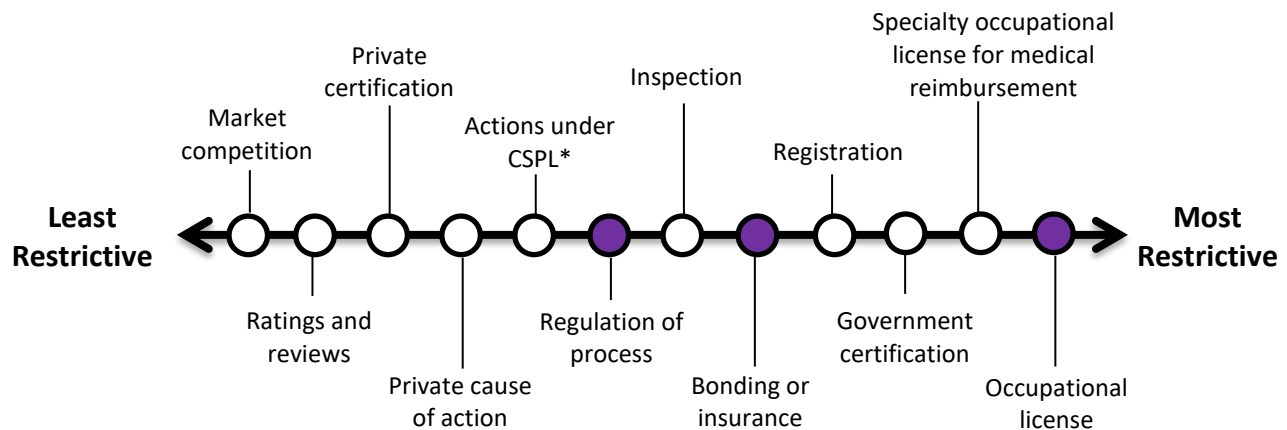 Least
Restrictive
Market
competition
Ratings and
reviews
Private
certification
Private cause
of action
Actions under
CSPL*
Regulation of
process
Inspection
Bonding or
insurance
Registration
Government
certification
Specialty occupational
license for medical
reimbursement
Occupational
license
Most
Restrictive